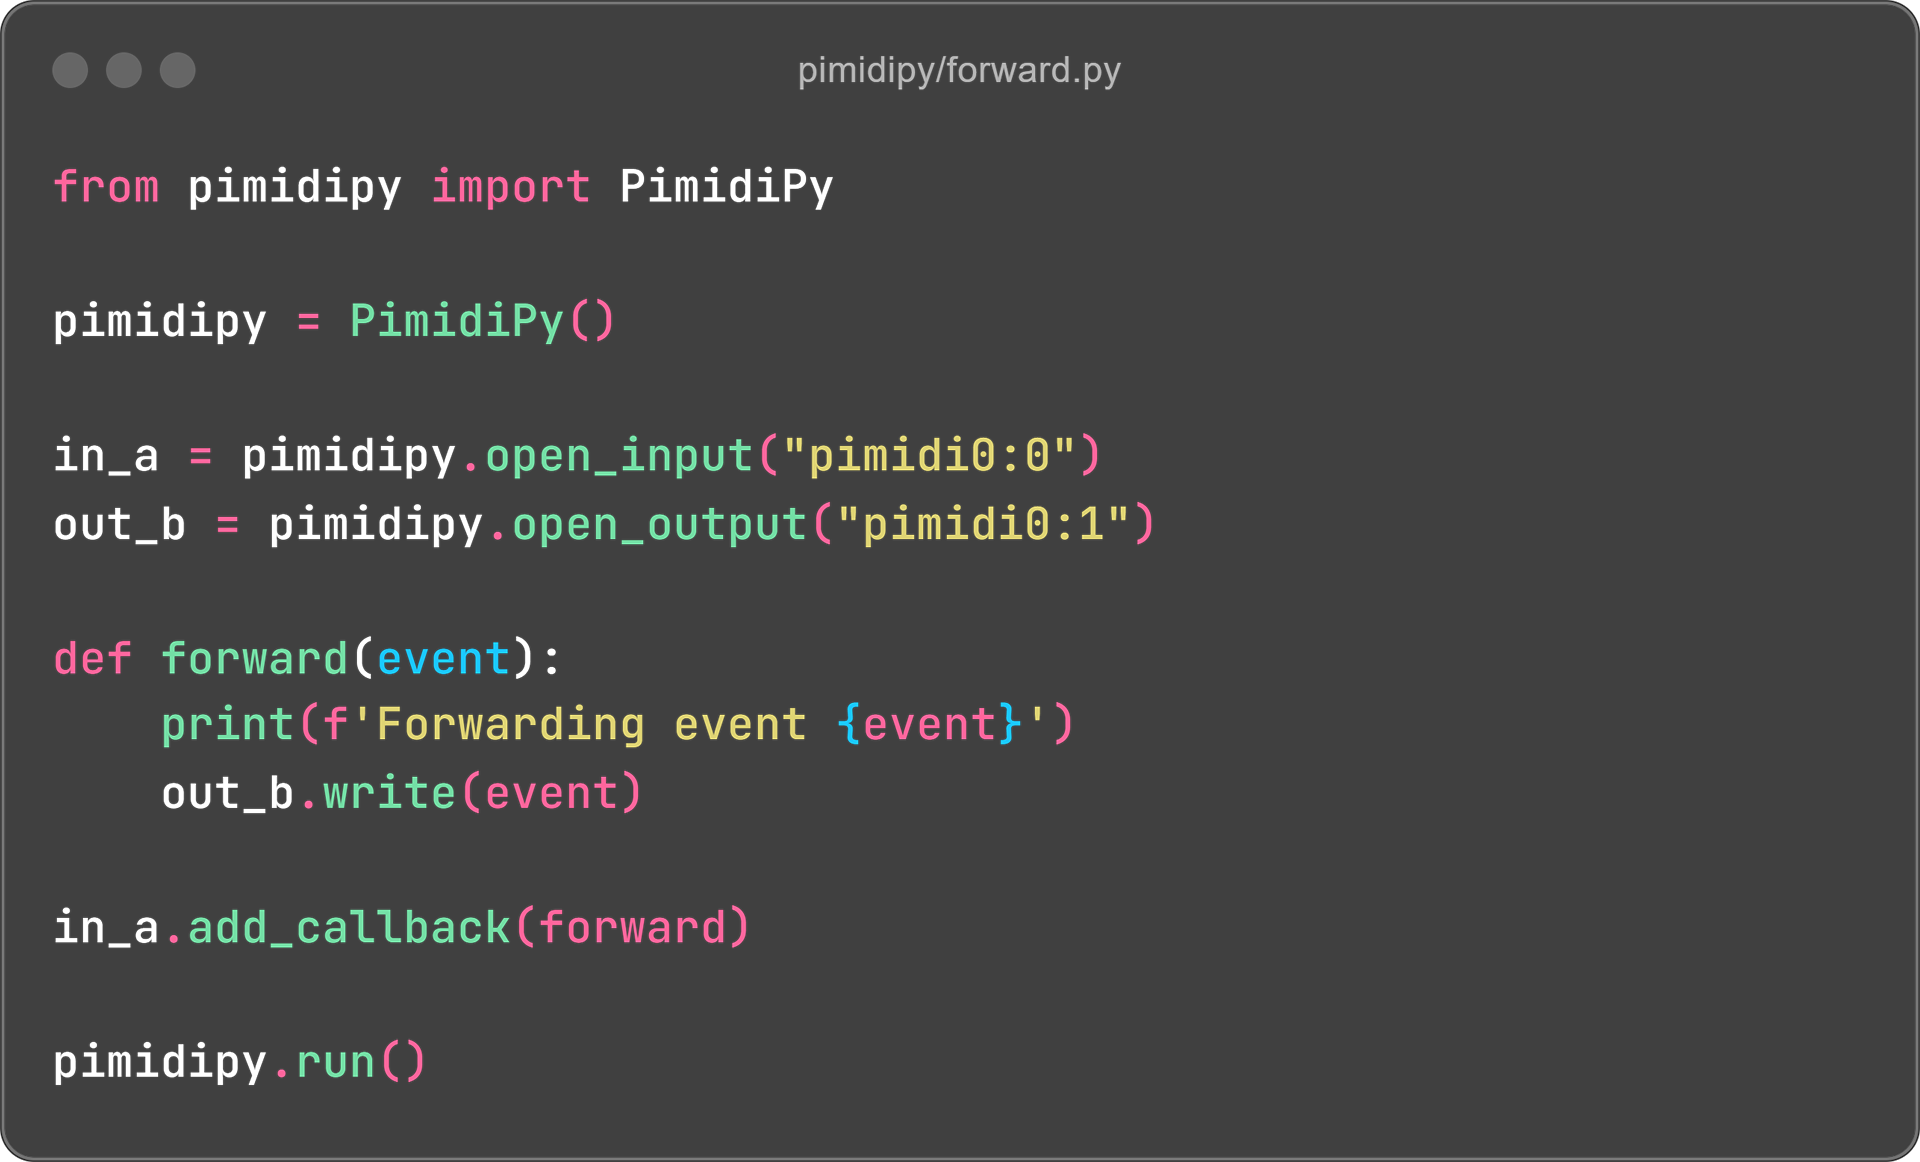 pimidipy/forward.py
from pimidipy import PimidiPy
pimidipy = PimidiPy()
in_a = pimidipy.open_input("pimidi0:0")
out_b = pimidipy.open_output("pimidi0:1")
def forward(event):
    print(f'Forwarding event {event}')
    out_b.write(event)
in_a.add_callback(forward)
pimidipy.run()